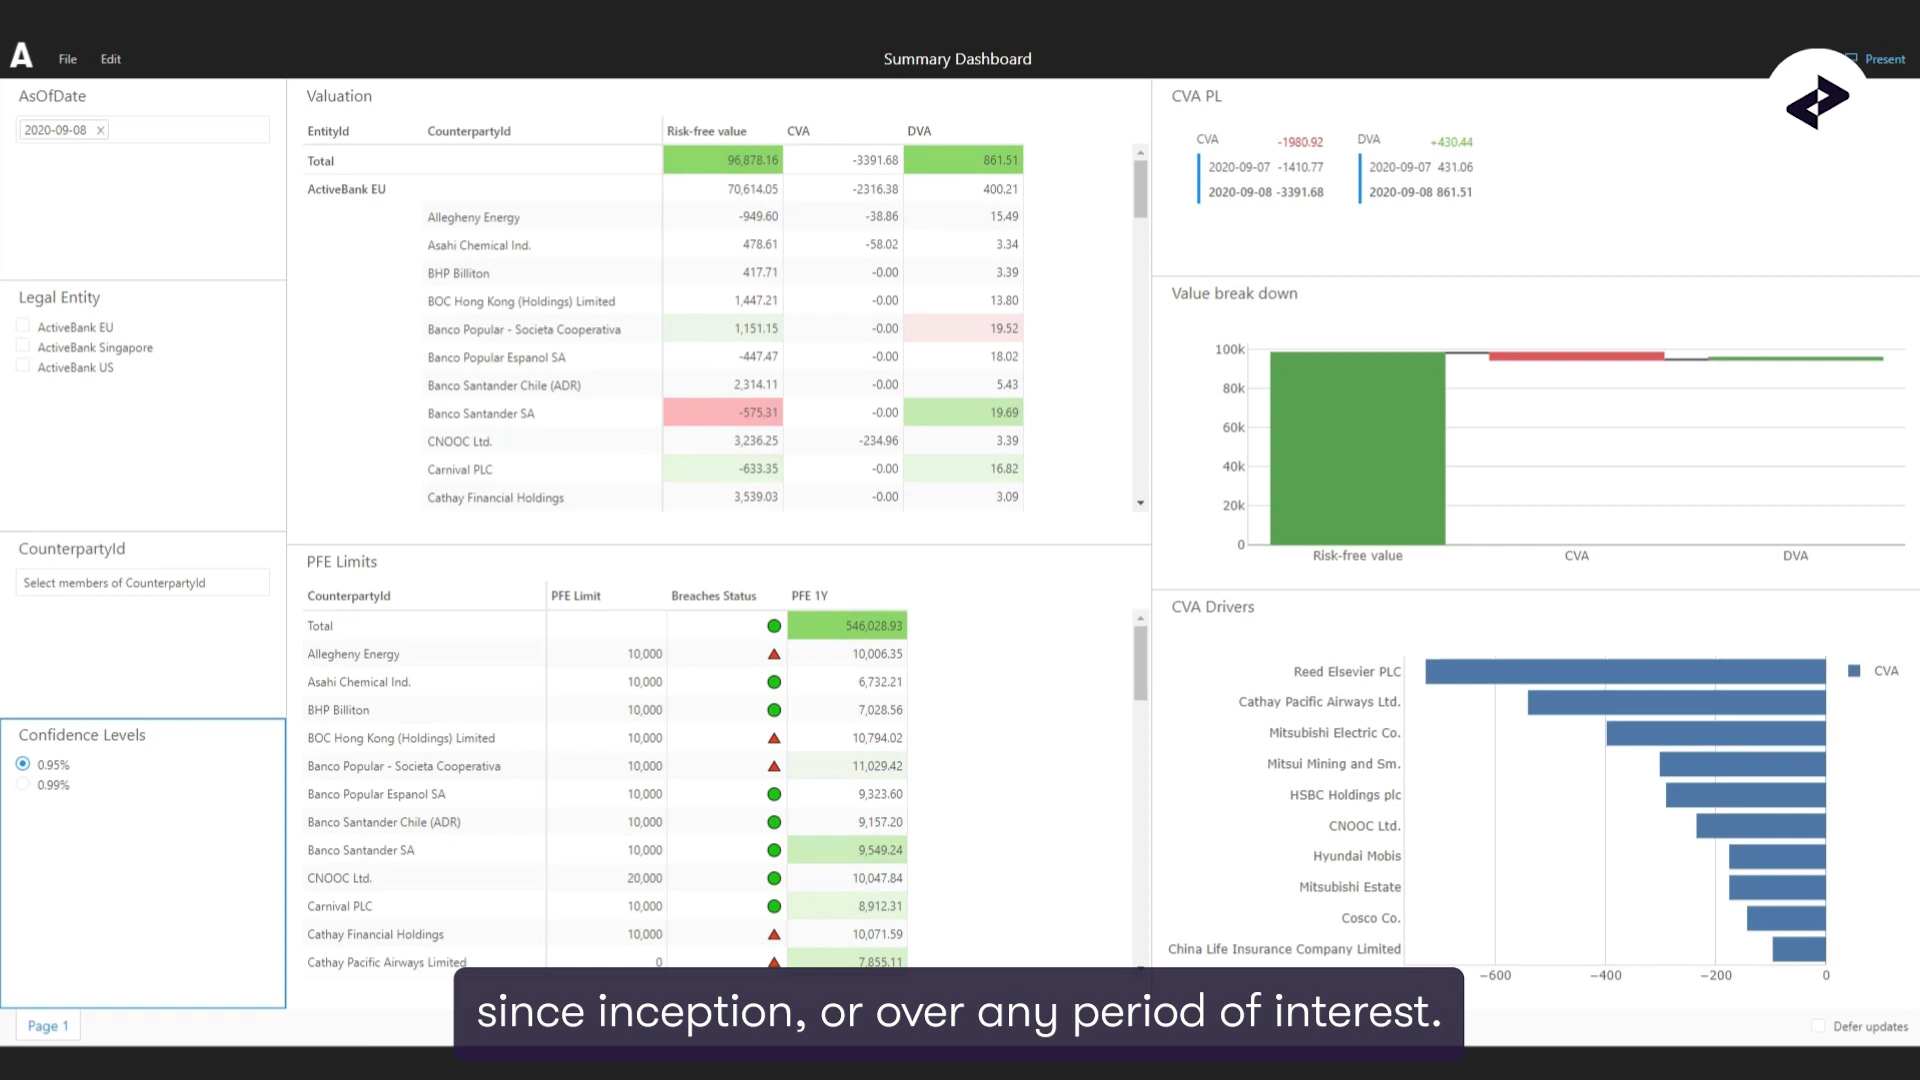 A File Edit Summary Dashboard Present
AsOfDate
2020-09-08 ×
Legal Entity
ActiveBank EU
ActiveBank Singapore
ActiveBank US
CounterpartyId
Select members of CounterpartyId
Confidence Levels
0.95%
0.99%
Valuation
EntityId CounterpartyId Risk-free value CVA DVA
Total 96,878.16 -3391.68 861.51
ActiveBank EU 70,614.05 -2316.38 400.21
Allegheny Energy -949.60 -38.86 15.49
Asahi Chemical Ind. 478.61 -58.02 3.34
BHP Billiton 417.71 -0.00 3.39
BOC Hong Kong (Holdings) Limited 1,447.21 -0.00 13.80
Banco Popular - Societa Cooperativa 1,151.15 -0.00 19.52
Banco Popular Espanol SA -447.47 -0.00 18.02
Banco Santander Chile (ADR) 2,314.11 -0.00 5.43
Banco Santander SA -575.31 -0.00 19.69
CNOOC Ltd. 3,236.25 -234.96 3.39
Carnival PLC -633.35 -0.00 16.82
Cathay Financial Holdings 3,539.03 -0.00 3.09
PFE Limits
CounterpartyId PFE Limit Breaches Status PFE 1Y
Total 546,028.93
Allegheny Energy 10,000 10,006.35
Asahi Chemical Ind. 10,000 6,732.21
BHP Billiton 10,000 7,028.56
BOC Hong Kong (Holdings) Limited 10,000 10,794.02
Banco Popular - Societa Cooperativa 10,000 11,029.42
Banco Popular Espanol SA 10,000 9,323.60
Banco Santander Chile (ADR) 10,000 9,157.20
Banco Santander SA 10,000 9,549.24
CNOOC Ltd. 20,000 10,047.84
Carnival PLC 10,000 8,912.31
Cathay Financial Holdings 10,000 10,071.59
Cathay Pacific Airways Limited 0 7,855.11
CVA PL
CVA -1980.92 DVA +430.44
2020-09-07 -1410.77 2020-09-07 431.06
2020-09-08 -3391.68 2020-09-08 861.51
Value break down
100k
80k
60k
40k
20k
0
Risk-free value CVA DVA
CVA Drivers
Reed Elsevier PLC
Cathay Pacific Airways Ltd.
Mitsubishi Electric Co.
Mitsui Mining and Sm.
HSBC Holdings plc
CNOOC Ltd.
Hyundai Mobis
Mitsubishi Estate
Cosco Co.
China Life Insurance Company Limited
−600 −400 −200 0
CVA
since inception, or over any period of interest.
Page 1
Defer updates